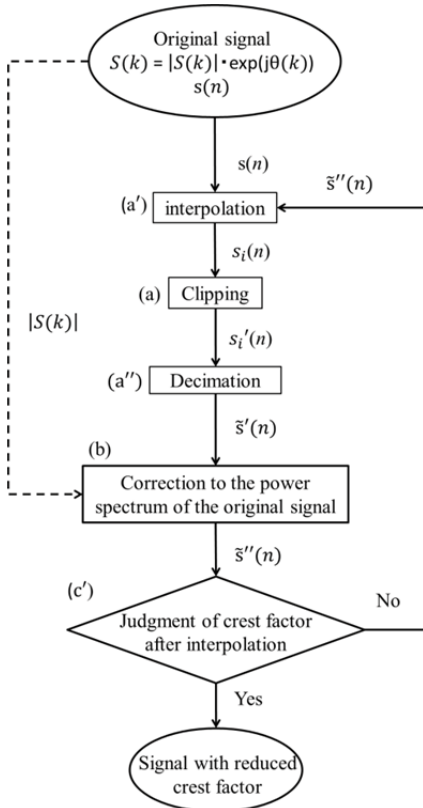 Original signal
S(k) = |S(k)|・exp(jθ(k))
s(n)
s(n)
s̃′′(n)
(a′)
interpolation
sᵢ(n)
(a)
Clipping
|S(k)|
sᵢ′(n)
(a′′)
Decimation
s̃′(n)
(b)
Correction to the power
spectrum of the original signal
s̃′′(n)
(c′)
No
Judgment of crest factor
after interpolation
Yes
Signal with reduced
crest factor